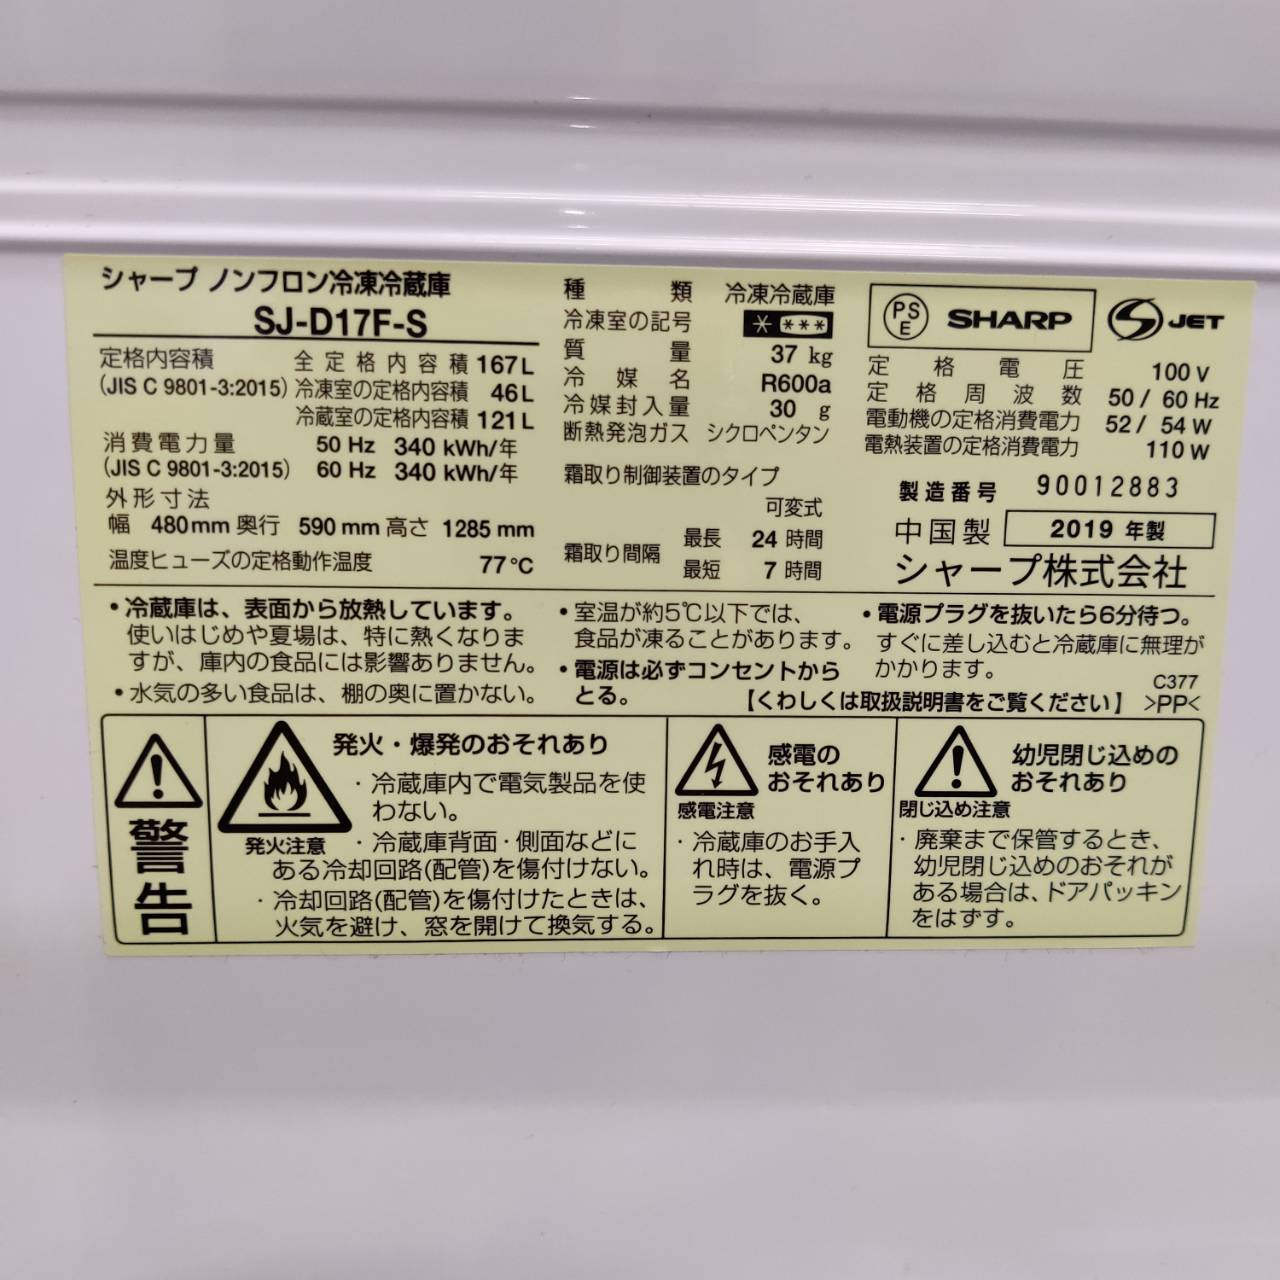 シャープ ノンフロン冷凍冷蔵庫
SJ-D17F-S
定格内容積 全定格内容積 167L
(JIS C 9801-3:2015) 冷凍室の定格内容積 46L
冷蔵室の定格内容積 121L
消費電力量 50 Hz 340 kWh/年
(JIS C 9801-3:2015) 60 Hz 340 kWh/年
外形寸法
幅 480mm 奥行 590mm 高さ 1285mm
温度ヒューズの定格動作温度 77℃
種類 冷凍冷蔵庫
冷凍室の記号 * ***
質量 37 kg
冷媒名 R600a
冷媒封入量 30 g
断熱発泡ガス シクロペンタン
霜取り制御装置のタイプ
可変式
霜取り間隔 最長 24 時間
最短 7 時間
PSE SHARP S JET
定格電圧 100 V
定格周波数 50 / 60 Hz
電動機の定格消費電力 52 / 54 W
電熱装置の定格消費電力 110 W
製造番号 90012883
中国製 2019 年製
シャープ株式会社
・冷蔵庫は、表面から放熱しています。
使いはじめや夏場は、特に熱くなりま
すが、庫内の食品には影響ありません。
・水気の多い食品は、棚の奥に置かない。
・室温が約5℃以下では、
食品が凍ることがあります。
・電源は必ずコンセントから
とる。
・電源プラグを抜いたら6分待つ。
すぐに差し込むと冷蔵庫に無理が
かかります。
C377
【くわしくは取扱説明書をご覧ください】 >PP<
警告
発火・爆発のおそれあり
発火注意
・冷蔵庫内で電気製品を使
わない。
・冷蔵庫背面・側面などに
ある冷却回路(配管)を傷付けない。
・冷却回路(配管)を傷付けたときは、
火気を避け、窓を開けて換気する。
感電の
おそれあり
感電注意
・冷蔵庫のお手入
れ時は、電源プ
ラグを抜く。
幼児閉じ込めの
おそれあり
閉じ込め注意
・廃棄まで保管するとき、
幼児閉じ込めのおそれが
ある場合は、ドアパッキン
をはずす。